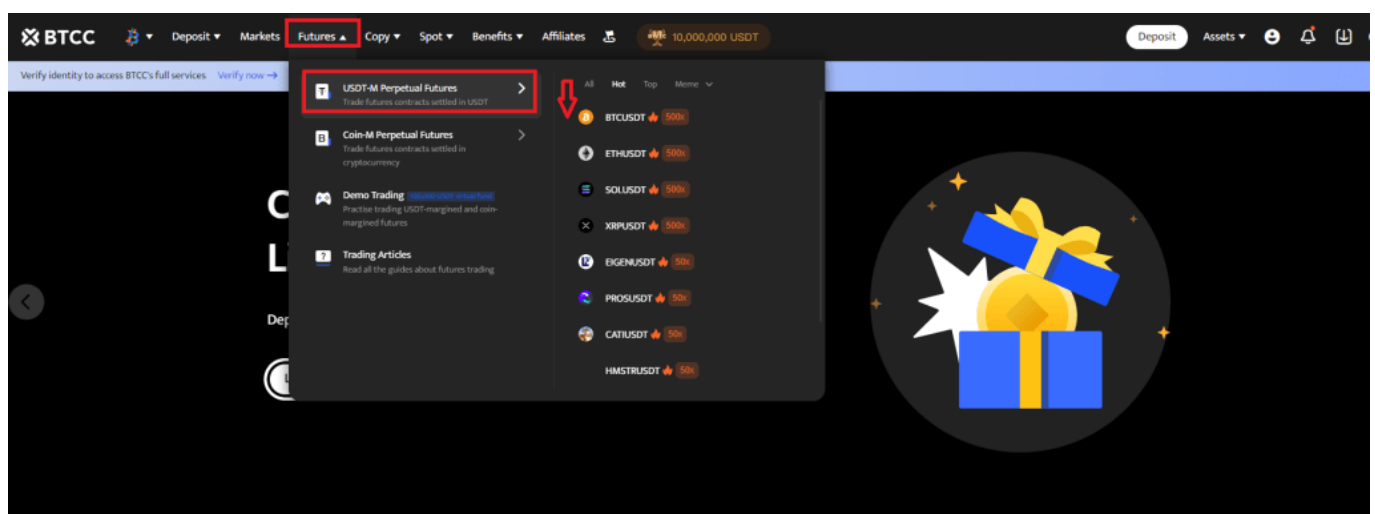 BTCC
Deposit
Markets
Futures
Copy
Spot
Benefits
Affiliates
10,000,000 USDT
Deposit
Assets
Verify identity to access BTCC's full services Verify now →
USDT-M Perpetual Futures
Trade futures contracts settled in USDT
Coin-M Perpetual Futures
Trade futures contracts settled in
cryptocurrency
Demo Trading
Practise trading USDT-margined and coin-
margined futures
Trading Articles
Read all the guides about futures trading
All Hot Top Meme
BTCUSDT 500x
ETHUSDT 500x
SOLUSDT 500x
XRPUSDT 500x
EIGENUSDT 50x
PROSUSDT 50x
CATIUSDT 50x
HMSTRUSDT 50x
C
L
Dep